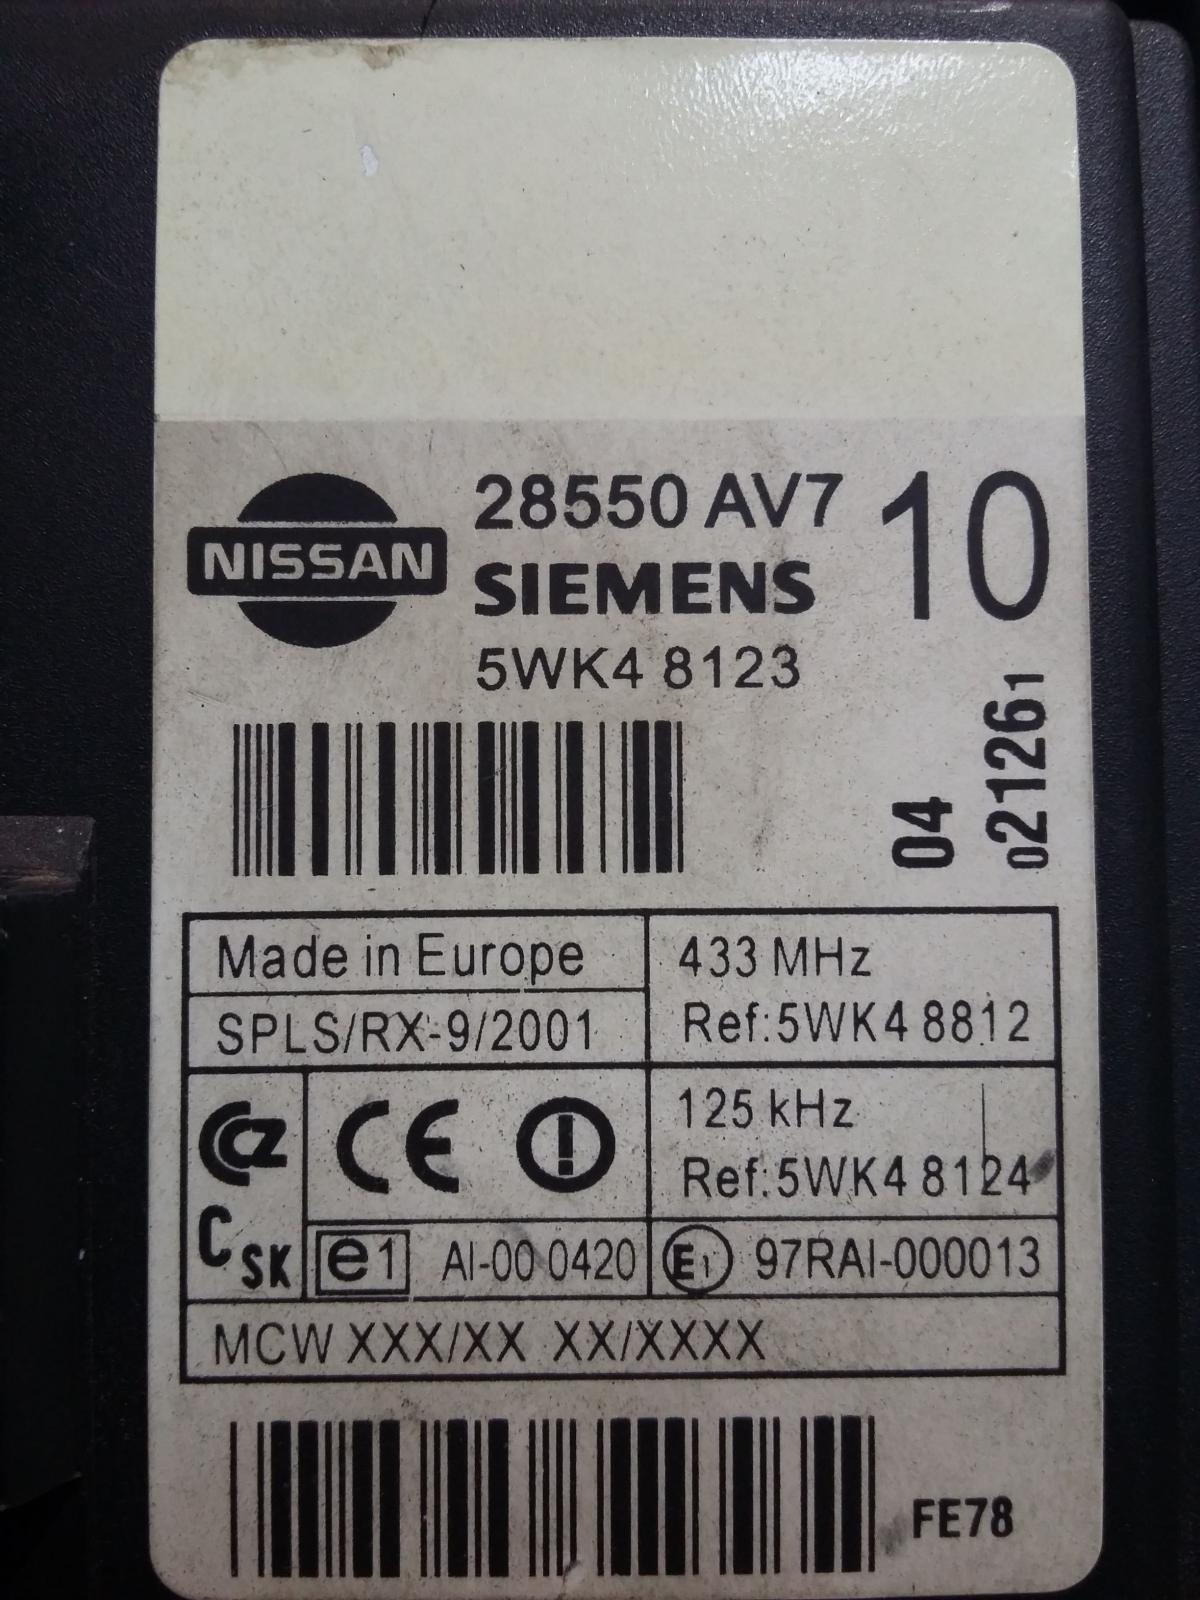 28550 AV7 10
NISSAN
SIEMENS
5WK4 8123
04
021261
Made in Europe
SPLS/RX-9/2001
433 MHz
Ref:5WK4 8812
125 kHz
Ref:5WK4 8124
CZ
CE
C SK
e1 AI-00 0420
E1 97RAI-000013
MCW XXX/XX XX/XXXX
FE78